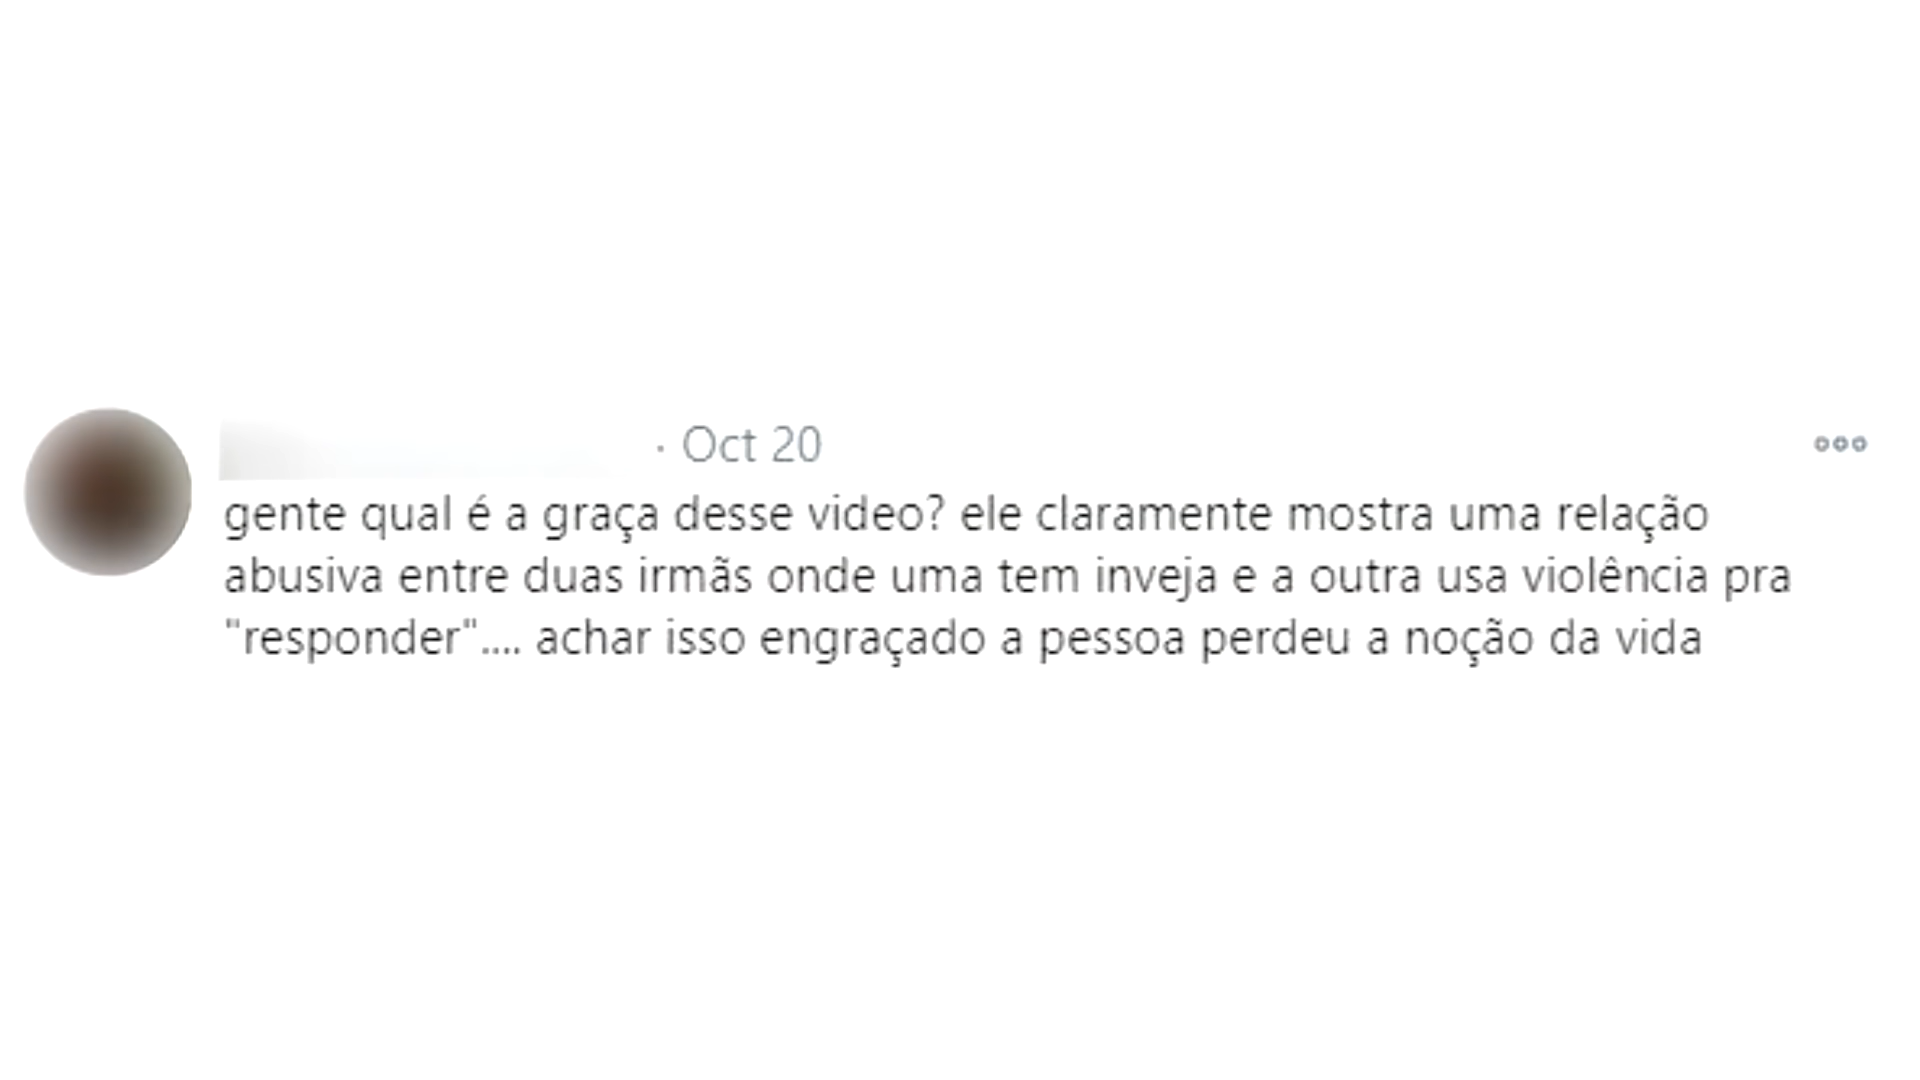 · Oct 20
gente qual é a graça desse video? ele claramente mostra uma relação
abusiva entre duas irmãs onde uma tem inveja e a outra usa violência pra
"responder".... achar isso engraçado a pessoa perdeu a noção da vida